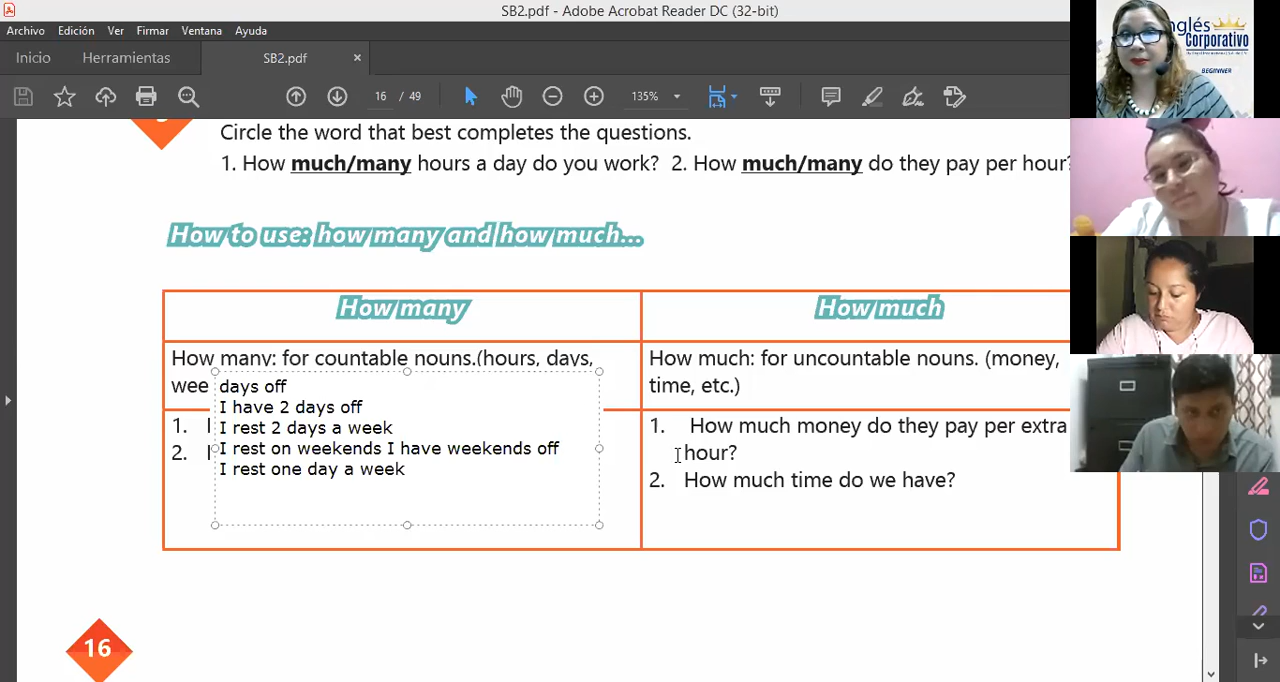 SB2.pdf - Adobe Acrobat Reader DC (32-bit)
Archivo Edición Ver Firmar Ventana Ayuda
Inicio Herramientas SB2.pdf ×
16 / 49 135%
Circle the word that best completes the questions.
1. How much/many hours a day do you work? 2. How much/many do they pay per hour?
How to use: how many and how much...
How many
How much
How many: for countable nouns.(hours, days,
wee
How much: for uncountable nouns. (money,
time, etc.)
days off
I have 2 days off
I rest 2 days a week
I rest on weekends I have weekends off
I rest one day a week
1.
2.
1. How much money do they pay per extra
hour?
2. How much time do we have?
16
nglés
Corporativo
BEGINNER